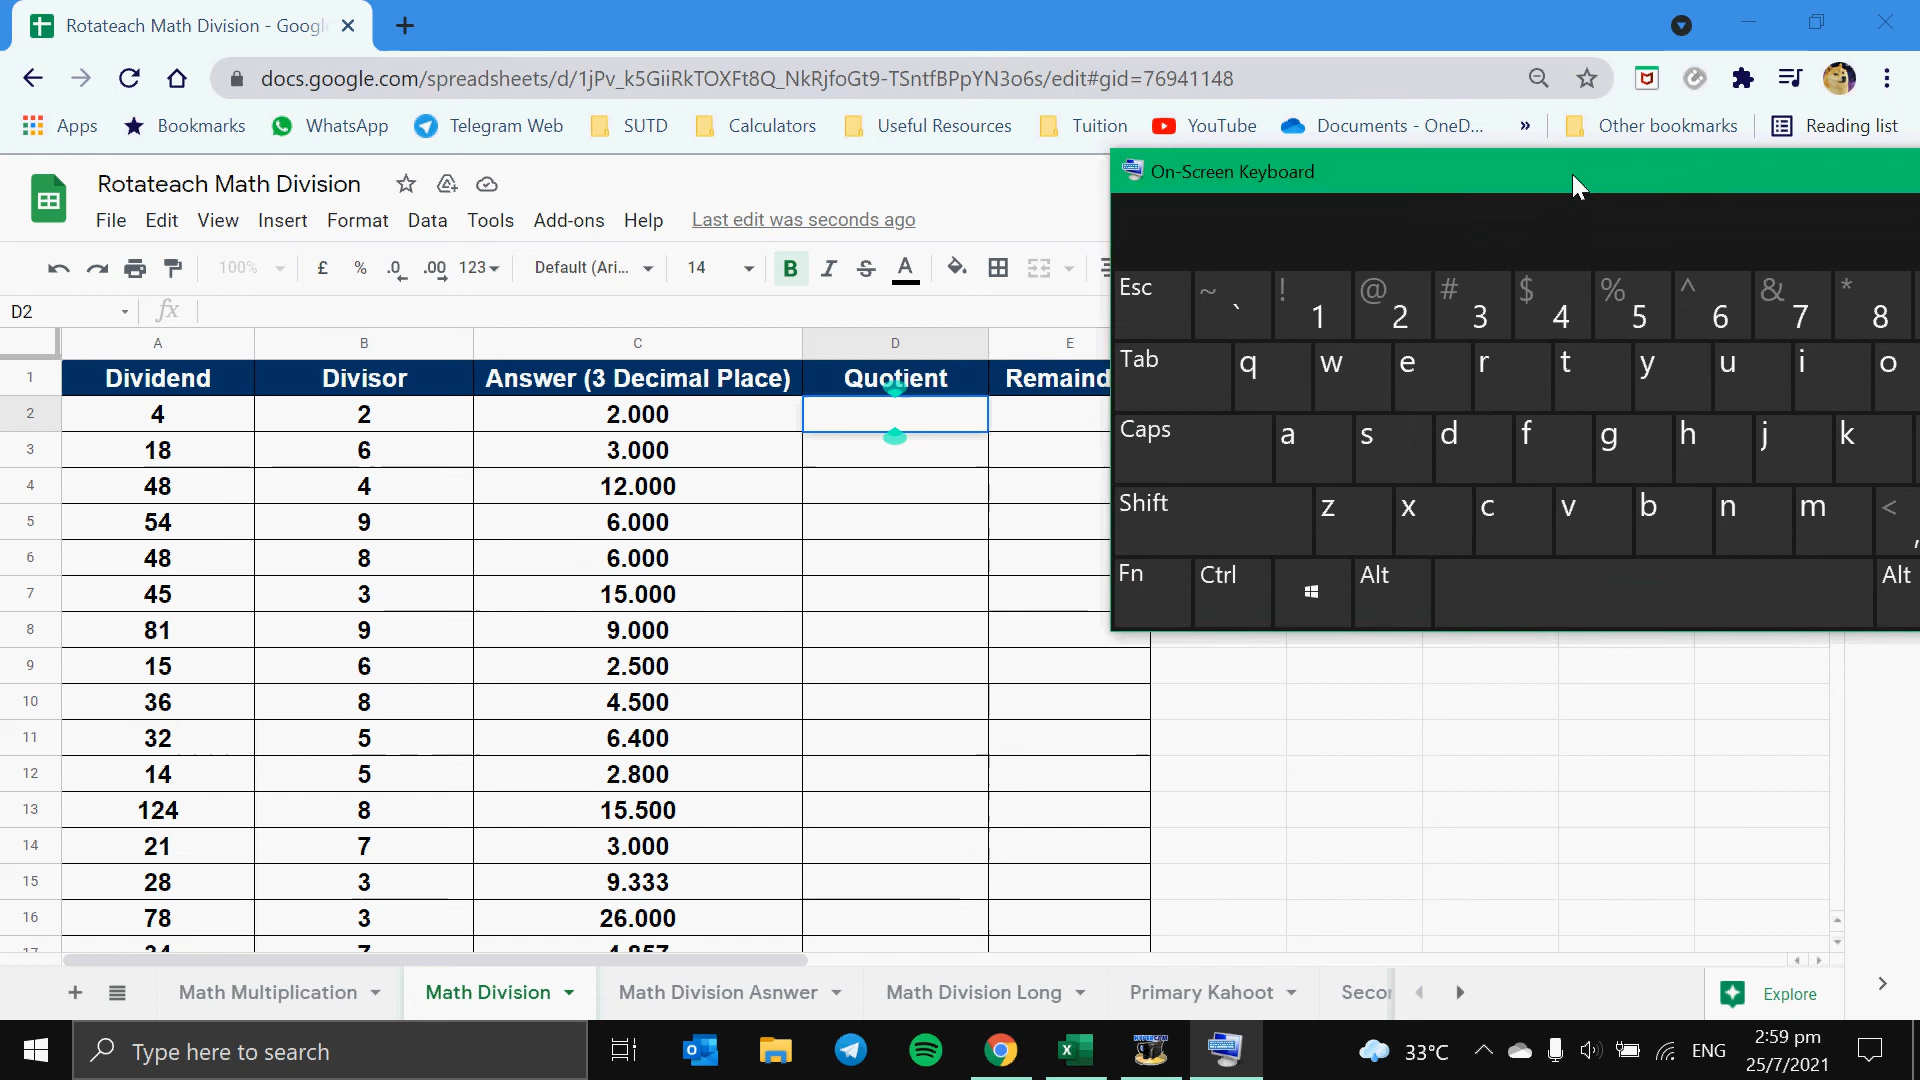 Rotateach Math Division - Googl
docs.google.com/spreadsheets/d/1jPv_k5GiiRkTOXFt8Q_NkRjfoGt9-TSntfBPpYN3o6s/edit#gid=76941148
Apps Bookmarks WhatsApp Telegram Web SUTD Calculators Useful Resources Tuition YouTube Documents - OneD... » Other bookmarks Reading list
Rotateach Math Division
File Edit View Insert Format Data Tools Add-ons Help Last edit was seconds ago
100% £ % .0 .00 123 Default (Ari... 14 B I S A
D2 fx
A B C D E
1 Dividend Divisor Answer (3 Decimal Place) Quotient Remaind
2 4 2 2.000
3 18 6 3.000
4 48 4 12.000
5 54 9 6.000
6 48 8 6.000
7 45 3 15.000
8 81 9 9.000
9 15 6 2.500
10 36 8 4.500
11 32 5 6.400
12 14 5 2.800
13 124 8 15.500
14 21 7 3.000
15 28 3 9.333
16 78 3 26.000
17 34 7 4.857
On-Screen Keyboard
Esc ~ ` ! 1 @ 2 # 3 $ 4 % 5 ^ 6 & 7 * 8
Tab q w e r t y u i o
Caps a s d f g h j k
Shift z x c v b n m < ,
Fn Ctrl Alt Alt
+ Math Multiplication Math Division Math Division Asnwer Math Division Long Primary Kahoot Secor Explore
Type here to search 33°C ENG 2:59 pm
25/7/2021